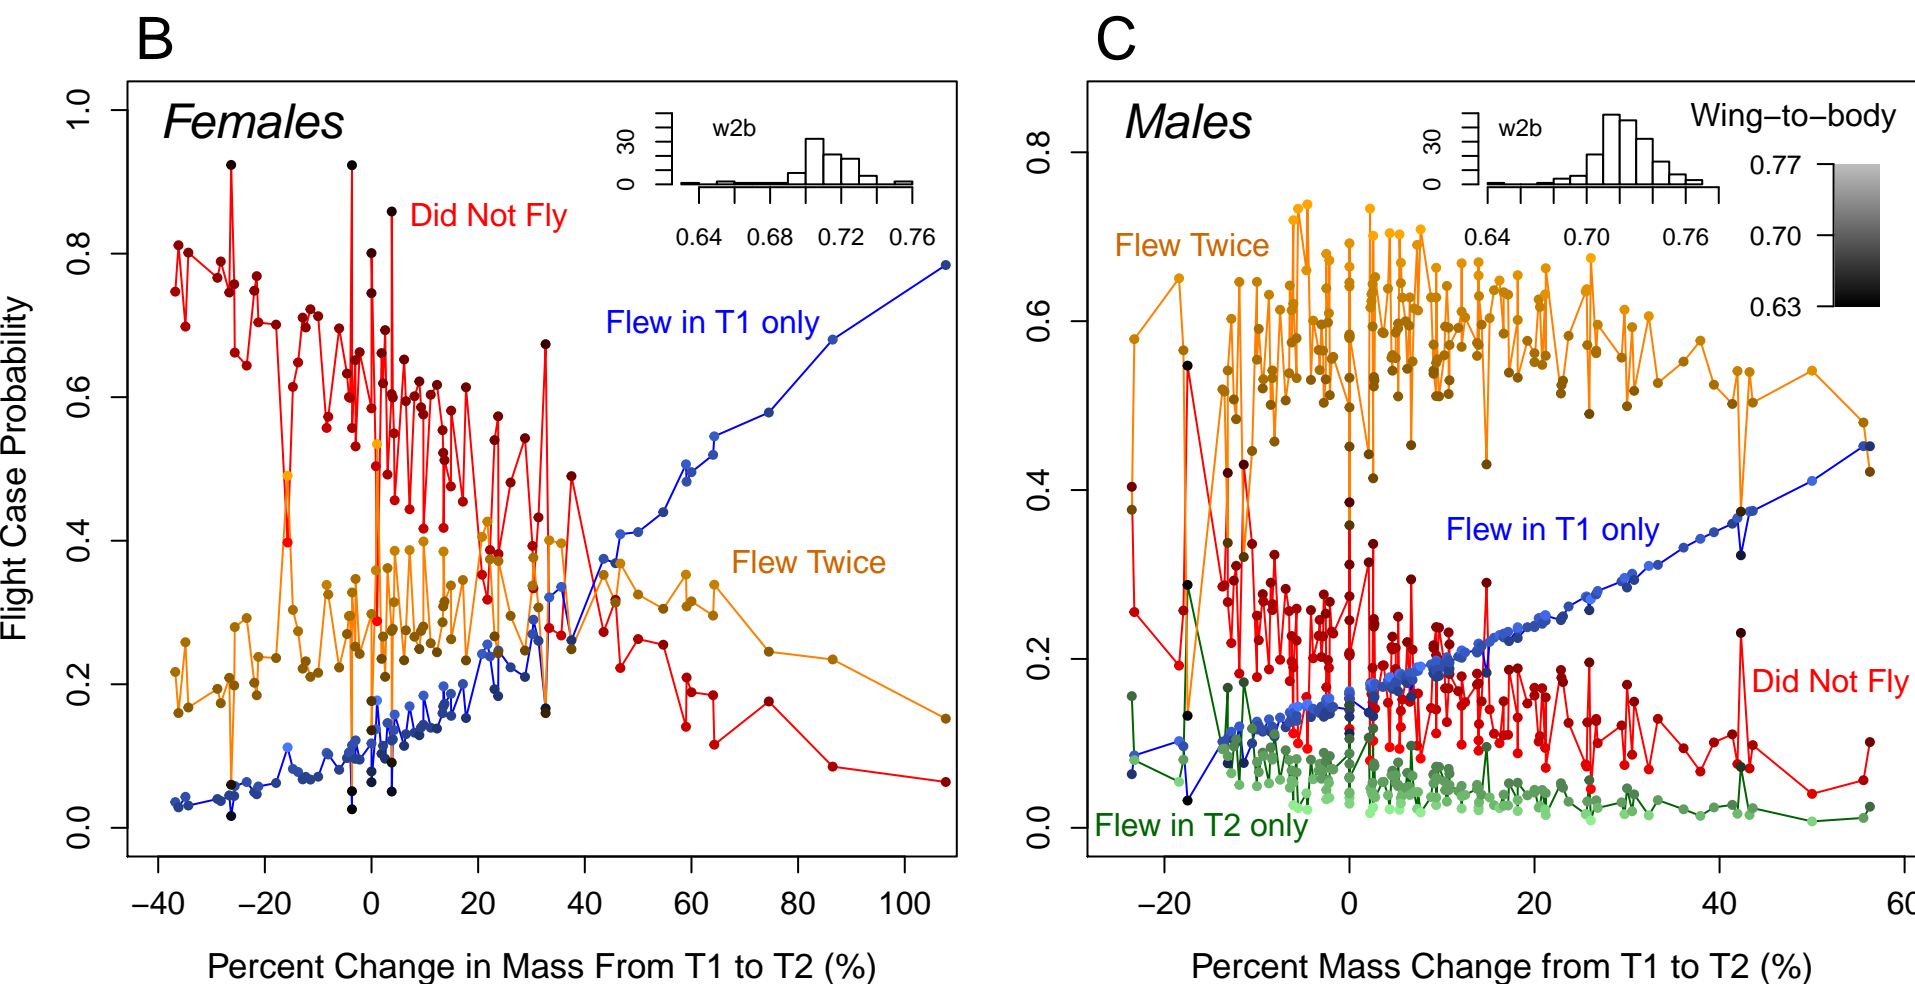 B
Females
Flight Case Probability
1.0
0.8
0.6
0.4
0.2
0.0
30
0
w2b
0.64 0.68 0.72 0.76
Did Not Fly
Flew in T1 only
Flew Twice
−40 −20 0 20 40 60 80 100
Percent Change in Mass From T1 to T2 (%)
C
Males
0.8
0.6
0.4
0.2
0.0
30
0
w2b
0.64 0.70 0.76
Wing−to−body
0.77
0.70
0.63
Flew Twice
Flew in T1 only
Did Not Fly
Flew in T2 only
−20 0 20 40 60
Percent Mass Change from T1 to T2 (%)